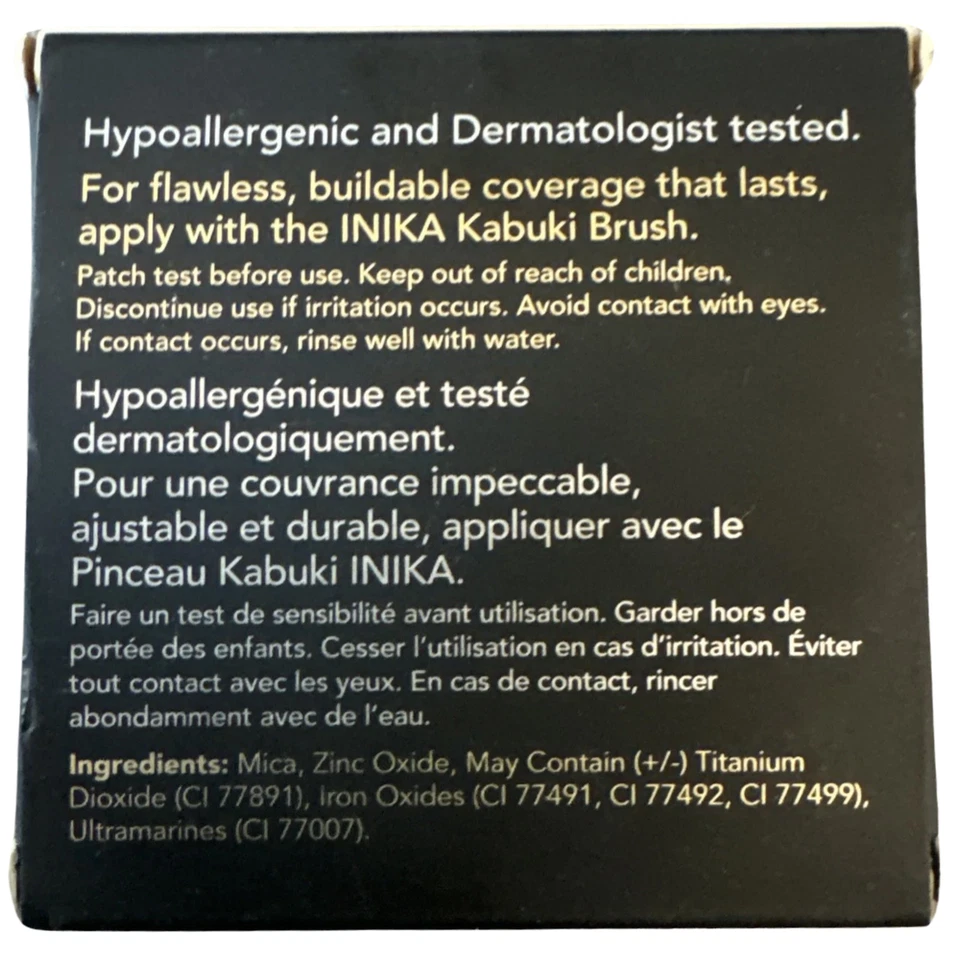 Hypoallergenic and Dermatologist tested.
For flawless, buildable coverage that lasts,
apply with the INIKA Kabuki Brush.
Patch test before use. Keep out of reach of children.
Discontinue use if irritation occurs. Avoid contact with eyes.
If contact occurs, rinse well with water.
Hypoallergénique et testé
dermatologiquement.
Pour une couvrance impeccable,
ajustable et durable, appliquer avec le
Pinceau Kabuki INIKA.
Faire un test de sensibilité avant utilisation. Garder hors de
portée des enfants. Cesser l'utilisation en cas d'irritation. Éviter
tout contact avec les yeux. En cas de contact, rincer
abondamment avec de l'eau.
Ingredients: Mica, Zinc Oxide, May Contain (+/-) Titanium
Dioxide (CI 77891), Iron Oxides (CI 77491, CI 77492, CI 77499),
Ultramarines (CI 77007).